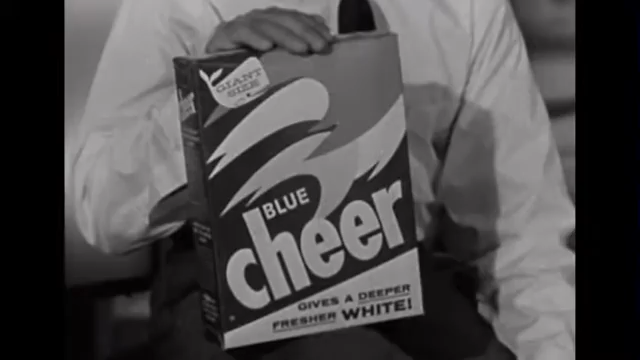 GIANT
SIZE
BLUE
cheer
GIVES A DEEPER
FRESHER WHITE!